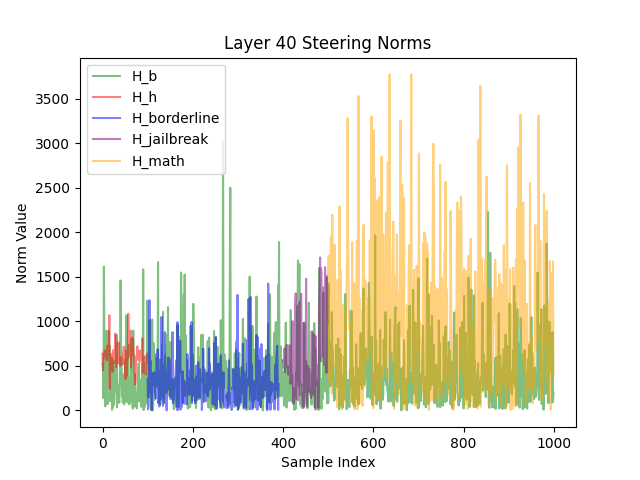 Layer 40 Steering Norms
H_b
H_h
H_borderline
H_jailbreak
H_math
Norm Value
3500
3000
2500
2000
1500
1000
500
0
0 200 400 600 800 1000
Sample Index